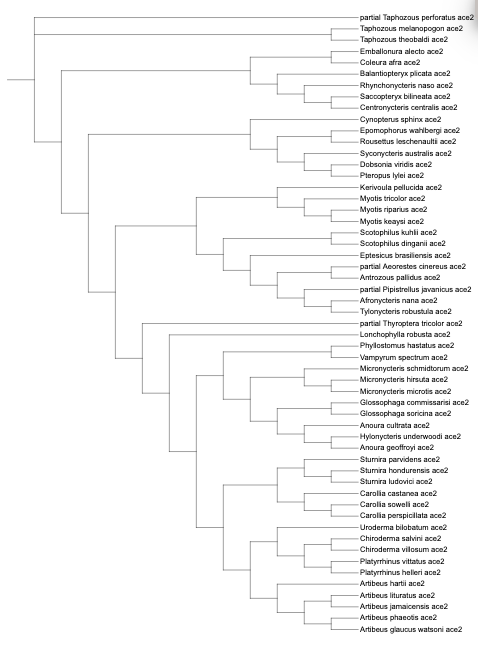 partial Taphozous perforatus ace2
Taphozous melanopogon ace2
Taphozous theobaldi ace2
Emballonura alecto ace2
Coleura afra ace2
Balantiopteryx plicata ace2
Rhynchonycteris naso ace2
Saccopteryx bilineata ace2
Centronycteris centralis ace2
Cynopterus sphinx ace2
Epomophorus wahlbergi ace2
Rousettus leschenaultii ace2
Syconycteris australis ace2
Dobsonia viridis ace2
Pteropus lylei ace2
Kerivoula pellucida ace2
Myotis tricolor ace2
Myotis riparius ace2
Myotis keaysi ace2
Scotophilus kuhlii ace2
Scotophilus dinganii ace2
Eptesicus brasiliensis ace2
partial Aeorestes cinereus ace2
Antrozous pallidus ace2
partial Pipistrellus javanicus ace2
Afronycteris nana ace2
Tylonycteris robustula ace2
partial Thyroptera tricolor ace2
Lonchophylla robusta ace2
Phyllostomus hastatus ace2
Vampyrum spectrum ace2
Micronycteris schmidtorum ace2
Micronycteris hirsuta ace2
Micronycteris microtis ace2
Glossophaga commissarisi ace2
Glossophaga soricina ace2
Anoura cultrata ace2
Hylonycteris underwoodi ace2
Anoura geoffroyi ace2
Sturnira parvidens ace2
Sturnira hondurensis ace2
Sturnira ludovici ace2
Carollia castanea ace2
Carollia sowelli ace2
Carollia perspicillata ace2
Uroderma bilobatum ace2
Chiroderma salvini ace2
Chiroderma villosum ace2
Platyrrhinus vittatus ace2
Platyrrhinus helleri ace2
Artibeus hartii ace2
Artibeus lituratus ace2
Artibeus jamaicensis ace2
Artibeus phaeotis ace2
Artibeus glaucus watsoni ace2